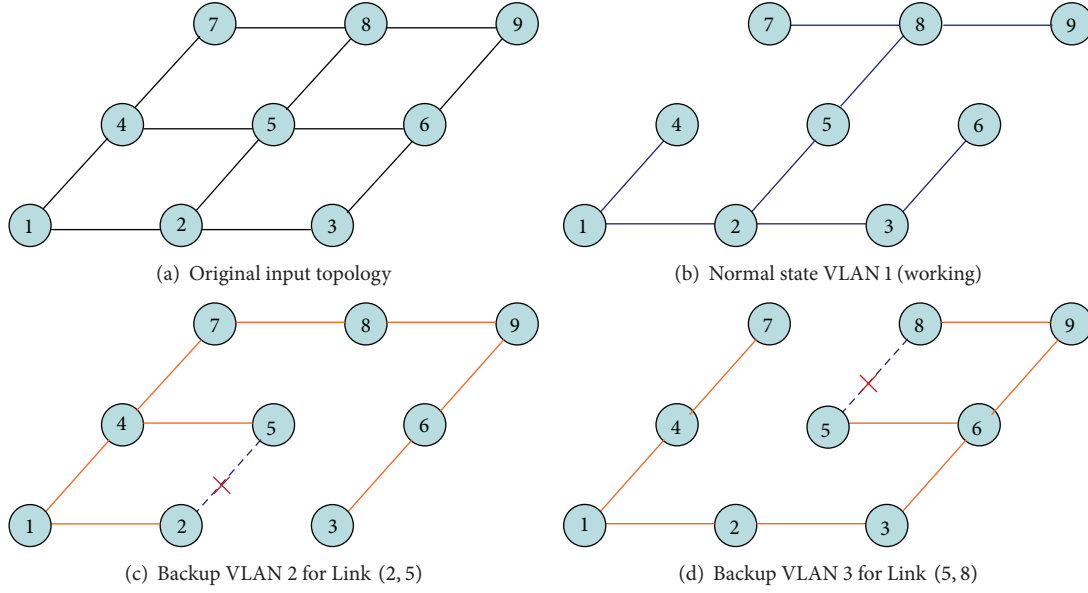 7 8 9
4 5 6
1 2 3
(a) Original input topology
7 8 9
4 5 6
1 2 3
(b) Normal state VLAN 1 (working)
7 8 9
4 5 6
1 2 3
(c) Backup VLAN 2 for Link (2, 5)
7 8 9
4 5 6
1 2 3
(d) Backup VLAN 3 for Link (5, 8)